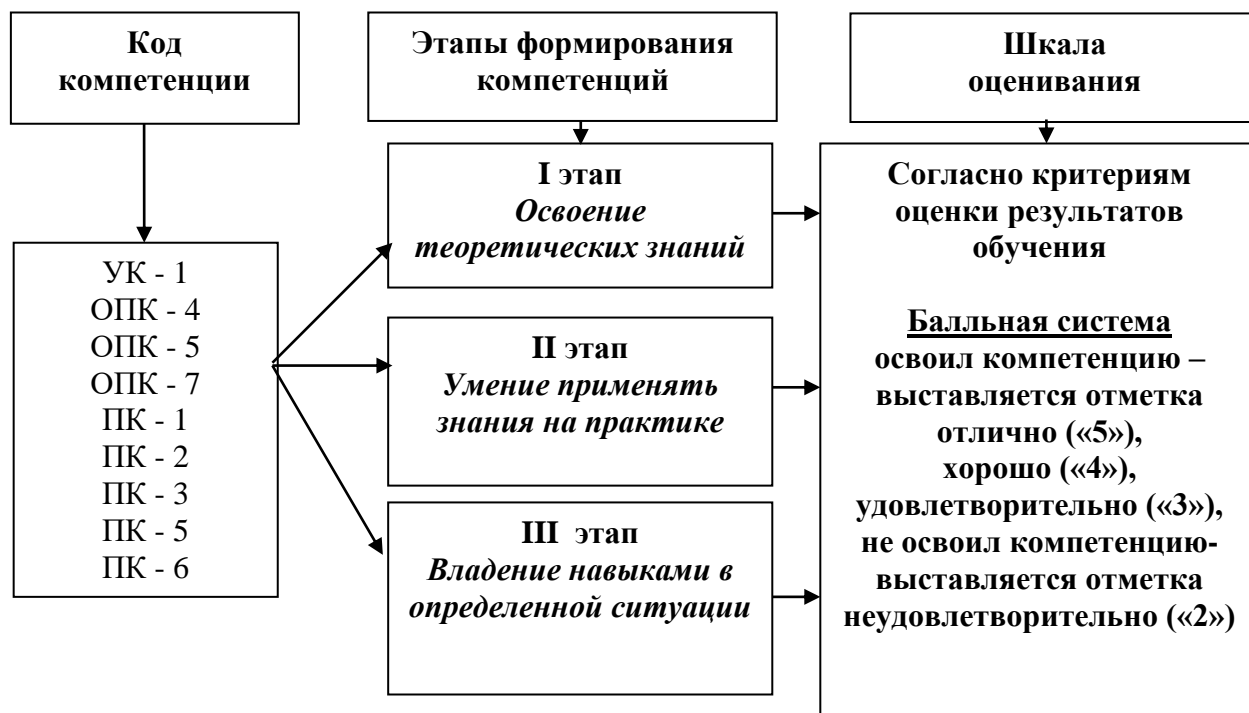 Код
компетенции
Этапы формирования
компетенций
Шкала
оценивания
УК - 1
ОПК - 4
ОПК - 5
ОПК - 7
ПК - 1
ПК - 2
ПК - 3
ПК - 5
ПК - 6
I этап
Освоение
теоретических знаний
II этап
Умение применять
знания на практике
III этап
Владение навыками в
определенной ситуации
Согласно критериям
оценки результатов
обучения
Балльная система
освоил компетенцию –
выставляется отметка
отлично («5»),
хорошо («4»),
удовлетворительно («3»),
не освоил компетенцию-
выставляется отметка
неудовлетворительно («2»)